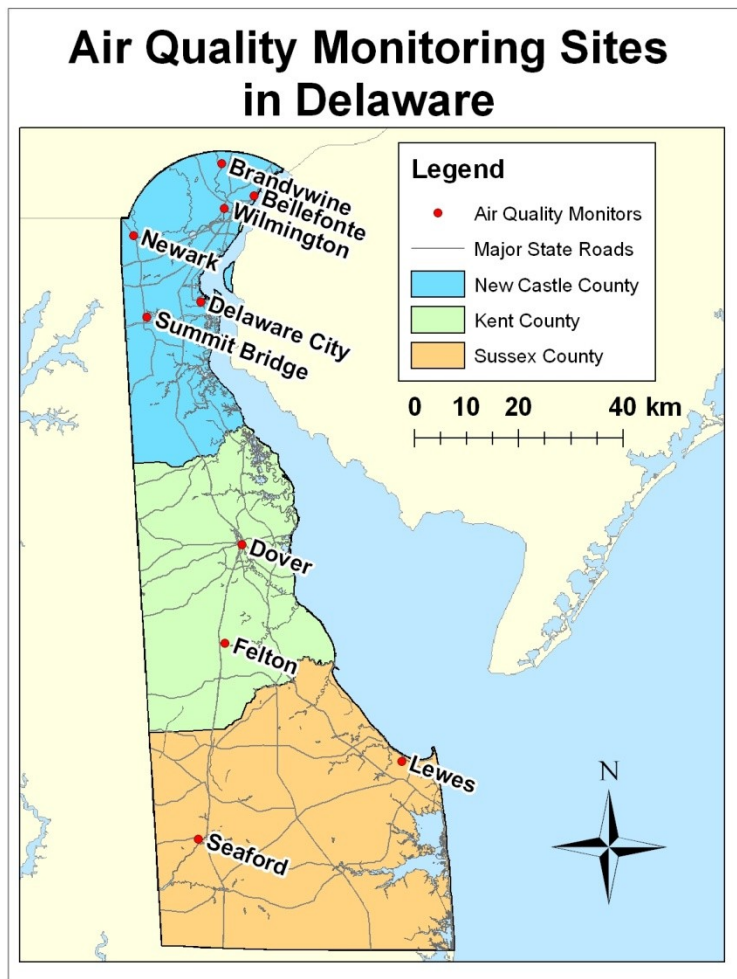 Air Quality Monitoring Sites
in Delaware
Legend
Air Quality Monitors
Major State Roads
New Castle County
Kent County
Sussex County
0 10 20 40 km
Brandywine
Bellefonte
Wilmington
Newark
Delaware City
Summit Bridge
Dover
Felton
Lewes
Seaford
N